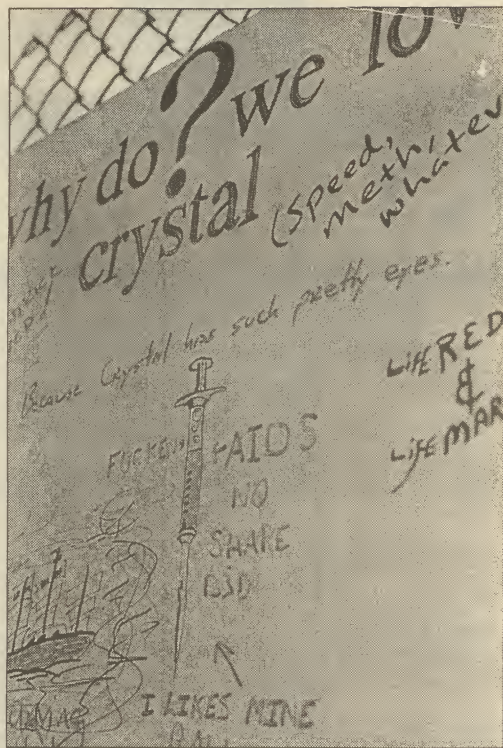 why do ? we lov
crystal (speed,
meth,
whatev
Because Crystal has such pretty eyes.
Life RED
&
Life MAR
AIDS
NO
SHARE
I LIKES MINE